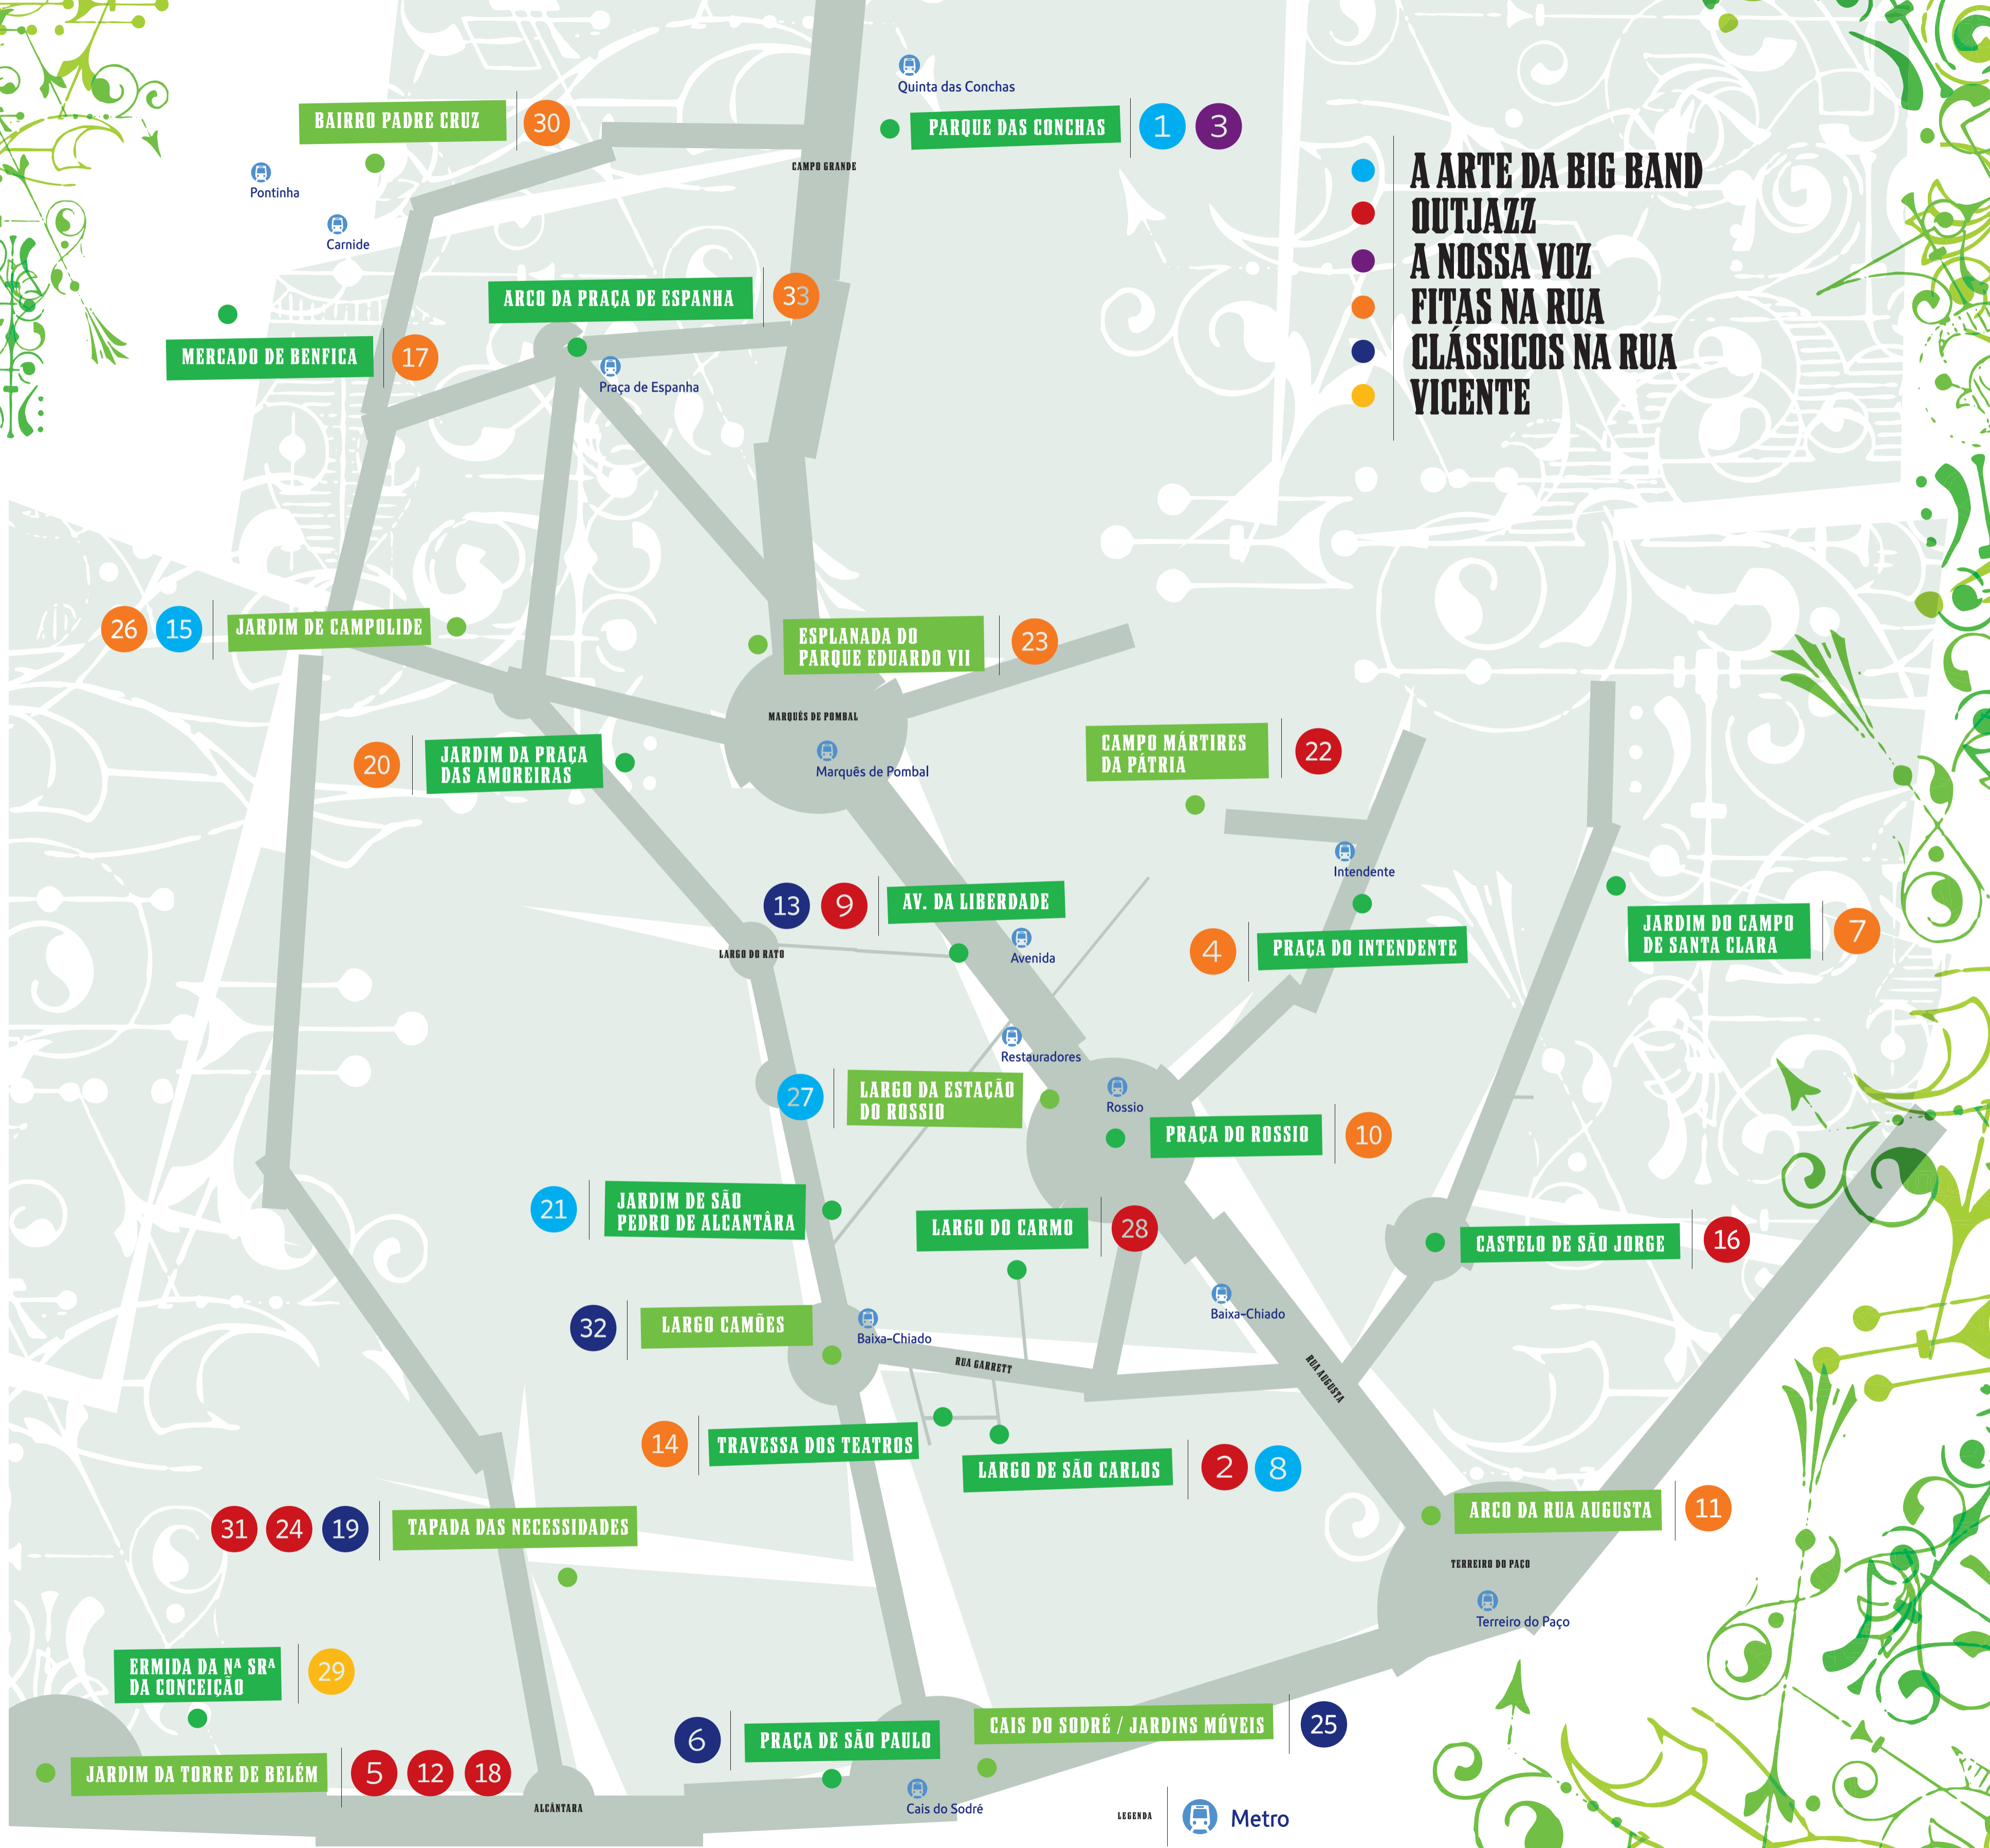 Quinta das Conchas
BAIRRO PADRE CRUZ
30
PARQUE DAS CONCHAS
1 3
CAMPO GRANDE
Pontinha
Carnide
A ARTE DA BIG BAND
OUTJAZZ
A NOSSA VOZ
FITAS NA RUA
CLÁSSICOS NA RUA
VICENTE
ARCO DA PRAÇA DE ESPANHA
33
MERCADO DE BENFICA
17
Praça de Espanha
26 15
JARDIM DE CAMPOLIDE
ESPLANADA DO
PARQUE EDUARDO VII
23
MARQUÊS DE POMBAL
Marquês de Pombal
20
JARDIM DA PRAÇA
DAS AMOREIRAS
CAMPO MÁRTIRES
DA PÁTRIA
22
Intendente
13 9
AV. DA LIBERDADE
Avenida
LARGO DO RATO
4
PRAÇA DO INTENDENTE
JARDIM DO CAMPO
DE SANTA CLARA
7
Restauradores
27
LARGO DA ESTAÇÃO
DO ROSSIO
Rossio
PRAÇA DO ROSSIO
10
21
JARDIM DE SÃO
PEDRO DE ALCANTÂRA
LARGO DO CARMO
28
CASTELO DE SÃO JORGE
16
32
LARGO CAMÕES
Baixa-Chiado
Baixa-Chiado
RUA GARRETT
RUA AUGUSTA
14
TRAVESSA DOS TEATROS
LARGO DE SÃO CARLOS
2 8
31 24 19
TAPADA DAS NECESSIDADES
ARCO DA RUA AUGUSTA
11
TERREIRO DO PAÇO
Terreiro do Paço
ERMIDA DA Nª SRª
DA CONCEIÇÃO
29
6
PRAÇA DE SÃO PAULO
CAIS DO SODRÉ / JARDINS MÓVEIS
25
JARDIM DA TORRE DE BELÉM
5 12 18
ALCÂNTARA
Cais do Sodré
LEGENDA
Metro